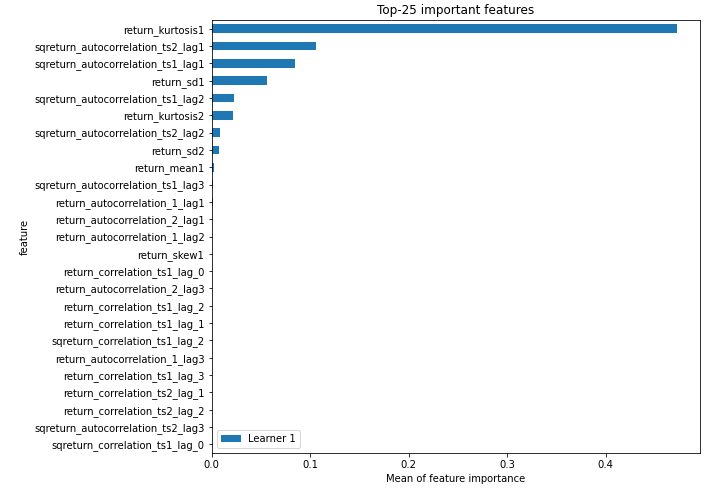 Top-25 important features
return_kurtosis1
sqreturn_autocorrelation_ts2_lag1
sqreturn_autocorrelation_ts1_lag1
return_sd1
sqreturn_autocorrelation_ts1_lag2
return_kurtosis2
sqreturn_autocorrelation_ts2_lag2
return_sd2
return_mean1
sqreturn_autocorrelation_ts1_lag3
return_autocorrelation_1_lag1
return_autocorrelation_2_lag1
return_autocorrelation_1_lag2
return_skew1
return_correlation_ts1_lag_0
return_autocorrelation_2_lag3
return_correlation_ts1_lag_2
return_correlation_ts1_lag_1
sqreturn_correlation_ts1_lag_2
return_autocorrelation_1_lag3
return_correlation_ts1_lag_3
return_correlation_ts2_lag_1
return_correlation_ts2_lag_2
sqreturn_autocorrelation_ts2_lag3
sqreturn_correlation_ts1_lag_0
feature
Learner 1
0.0 0.1 0.2 0.3 0.4
Mean of feature importance